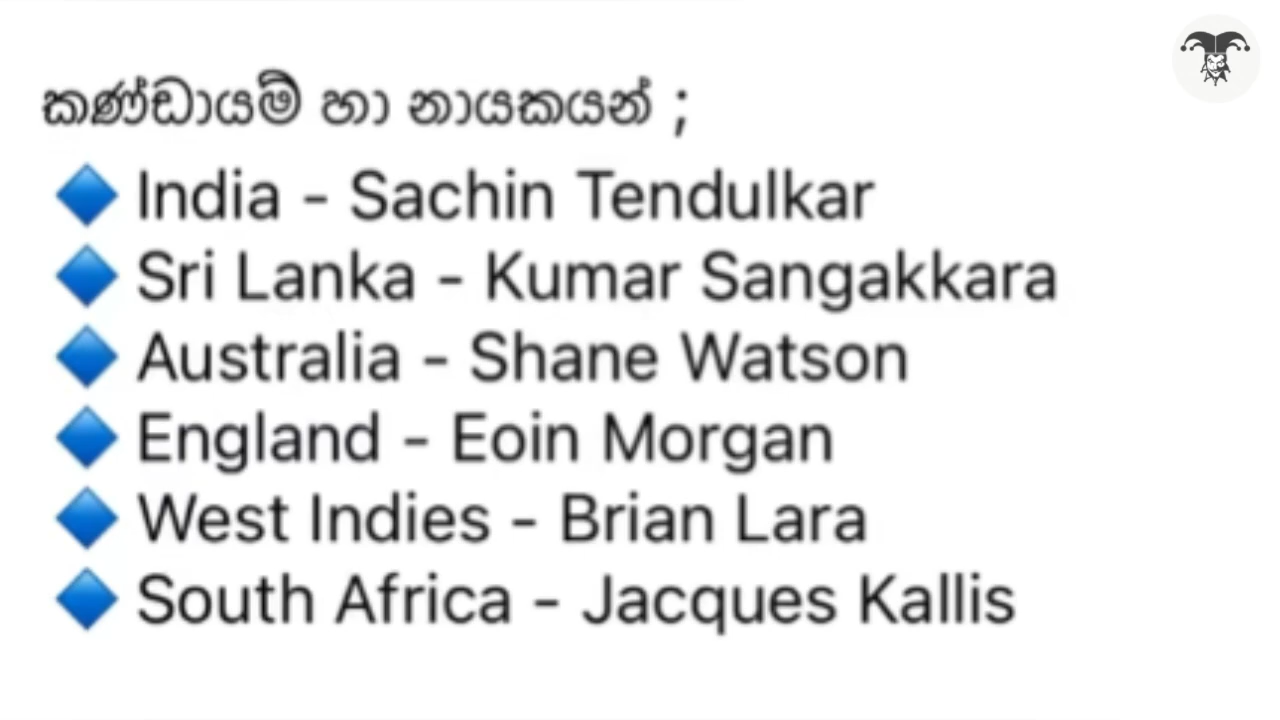 කණ්ඩායම් හා නායකයන් ;
🔷 India - Sachin Tendulkar
🔷 Sri Lanka - Kumar Sangakkara
🔷 Australia - Shane Watson
🔷 England - Eoin Morgan
🔷 West Indies - Brian Lara
🔷 South Africa - Jacques Kallis